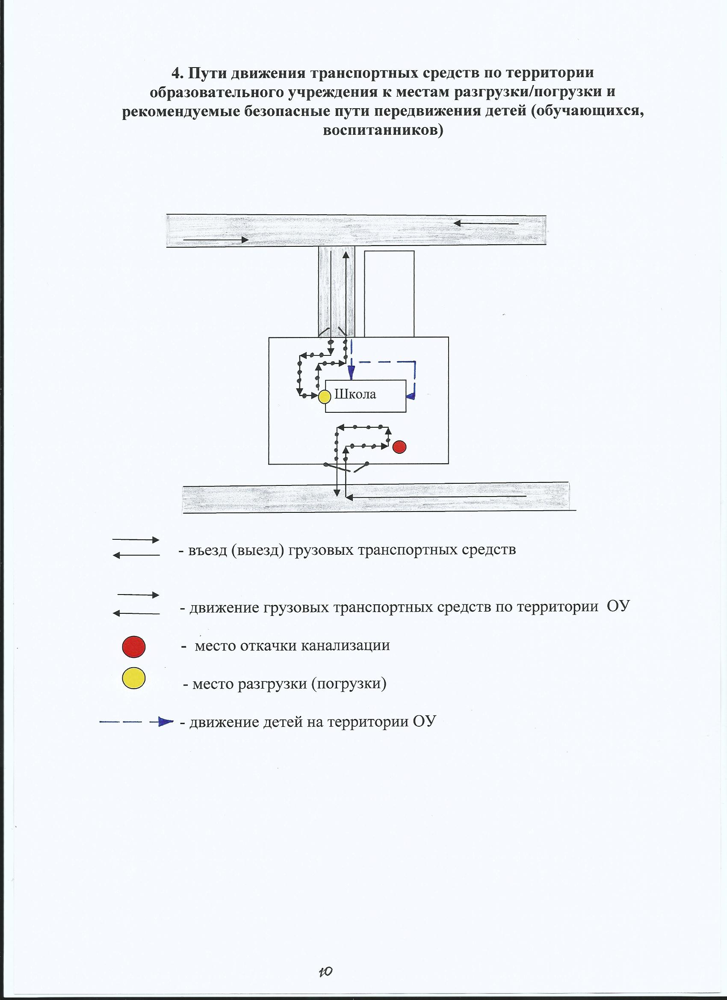 4. Пути движения транспортных средств по территории
образовательного учреждения к местам разгрузки/погрузки и
рекомендуемые безопасные пути передвижения детей (обучающихся,
воспитанников)
Школа
- въезд (выезд) грузовых транспортных средств
- движение грузовых транспортных средств по территории ОУ
- место откачки канализации
- место разгрузки (погрузки)
- движение детей на территории ОУ
10